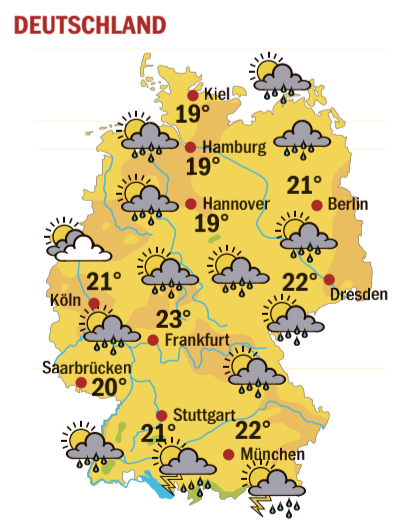 DEUTSCHLAND
Kiel
19°
Hamburg
19°
21°
Hannover
Berlin
19°
21°
22°
Köln
Dresden
23°
Frankfurt
Saarbrücken
20°
Stuttgart
21°
22°
München